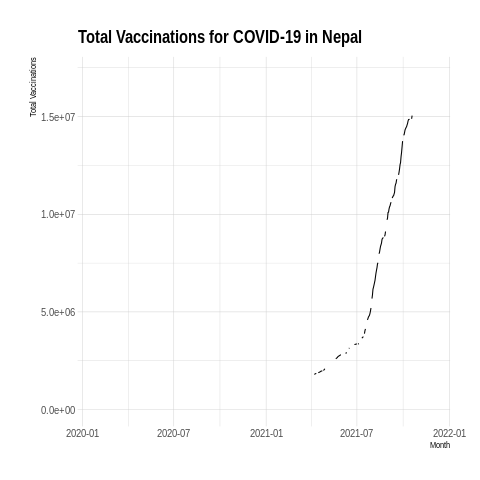 Total Vaccinations for COVID-19 in Nepal
Total Vaccinations
1.5e+07
1.0e+07
5.0e+06
0.0e+00
2020-01
2020-07
2021-01
2021-07
2022-01
Month